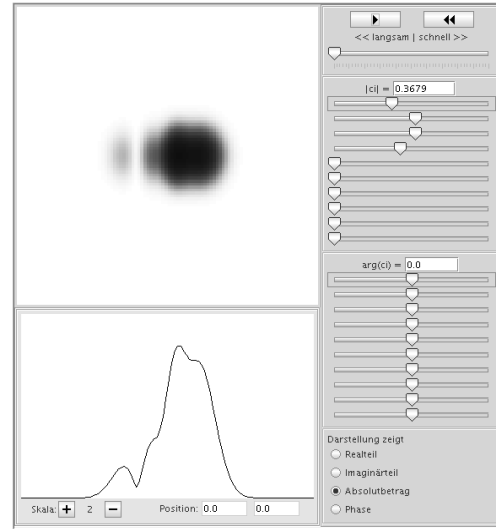 << langsam | schnell >>
|ci| = 0.3679
arg(ci) = 0.0
Skala: + 2 − Position: 0.0 0.0
Darstellung zeigt
Realteil
Imaginärteil
Absolutbetrag
Phase